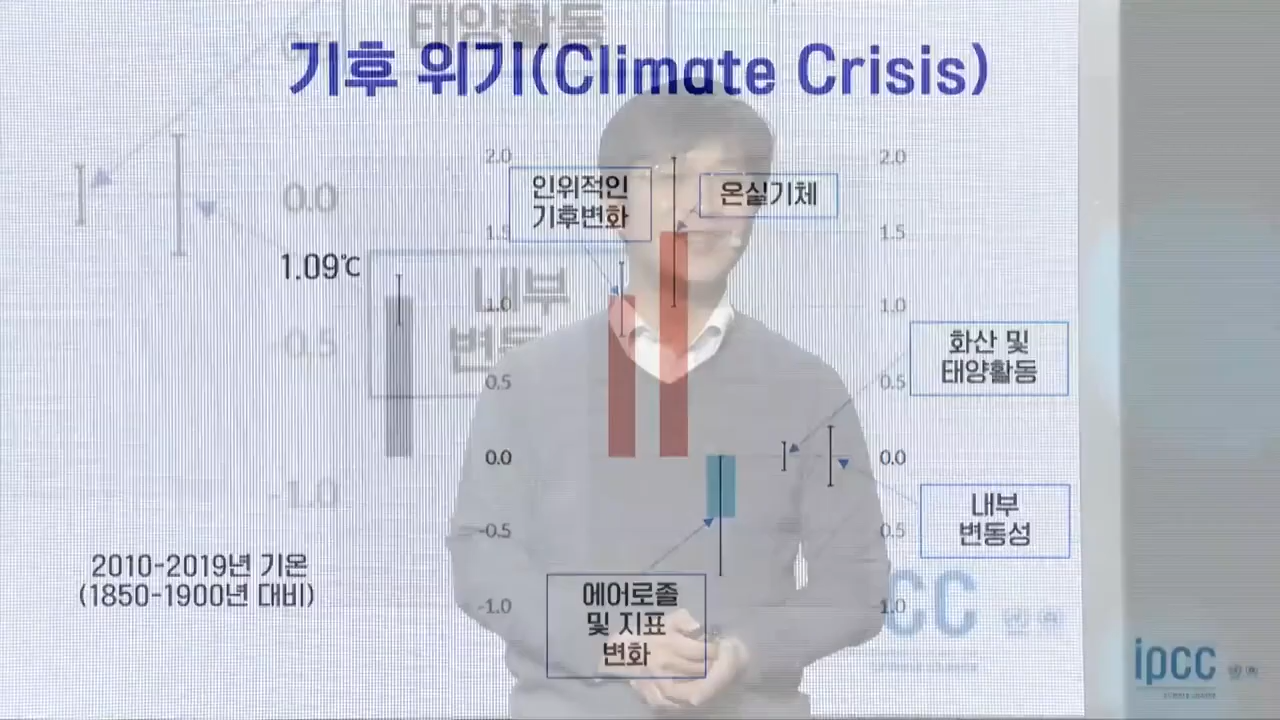 태양활동
기후 위기(Climate Crisis)
2.0
2.0
인위적인
기후변화
온실기체
0.0
1.5
1.5
1.09℃
내부
1.0
1.0
화산 및
태양활동
0.5
0.5
0.5
0.0
0.0
내부
변동성
-0.5
0.5
2010-2019년 기온
(1850-1900년 대비)
에어로졸
및 지표
변화
-1.0
-1.0
-1.0
ipcc